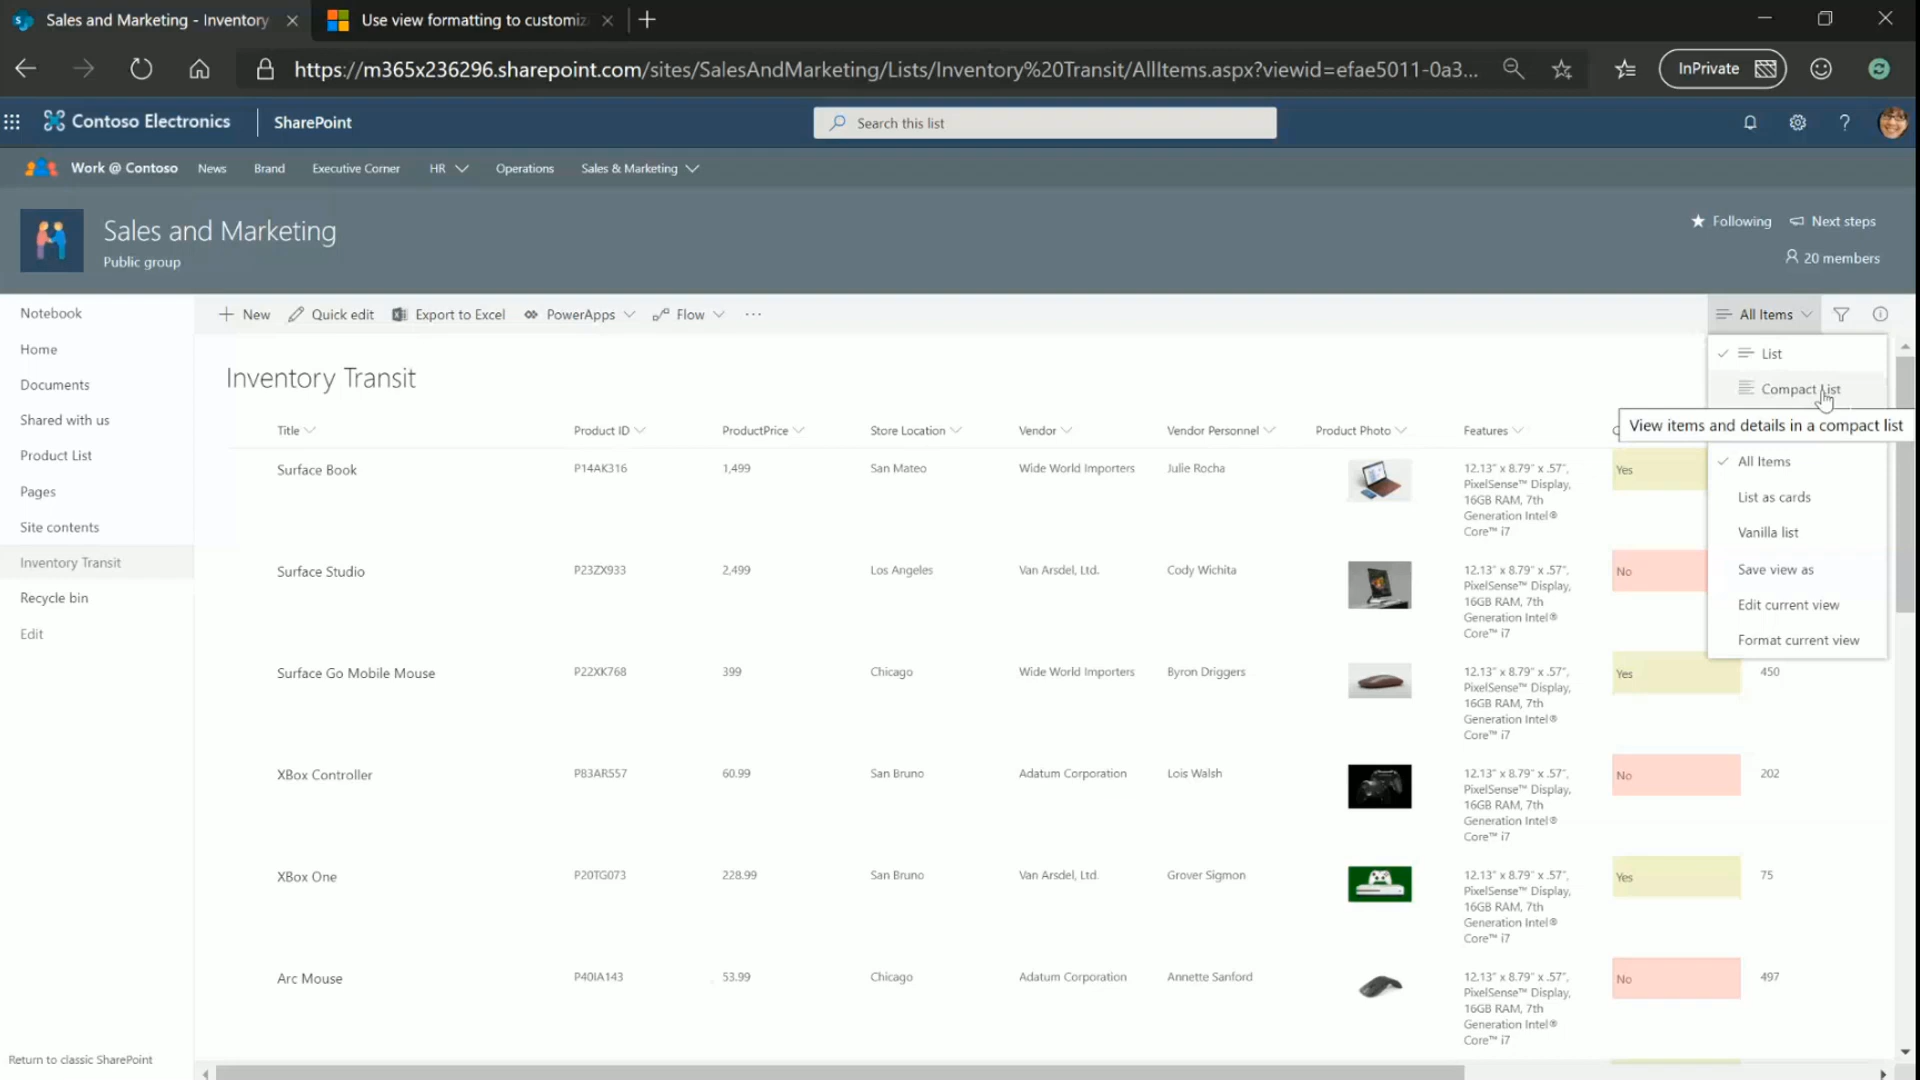 Sales and Marketing - Inventory
Use view formatting to customiz
https://m365x236296.sharepoint.com/sites/SalesAndMarketing/Lists/Inventory%20Transit/AllItems.aspx?viewid=efae5011-0a3...
InPrivate
Contoso Electronics
SharePoint
Search this list
?
Work @ Contoso
News
Brand
Executive Corner
HR
Operations
Sales & Marketing
Sales and Marketing
Public group
Following
Next steps
20 members
Notebook
Home
Documents
Shared with us
Product List
Pages
Site contents
Inventory Transit
Recycle bin
Edit
Return to classic SharePoint
New
Quick edit
Export to Excel
PowerApps
Flow
...
All Items
List
Compact List
View items and details in a compact list
All Items
List as cards
Vanilla list
Save view as
Edit current view
Format current view
Inventory Transit
Title
Product ID
ProductPrice
Store Location
Vendor
Vendor Personnel
Product Photo
Features
Surface Book
P14AK316
1,499
San Mateo
Wide World Importers
Julie Rocha
12.13" x 8.79" x .57",
PixelSense™ Display,
16GB RAM, 7th
Generation Intel®
Core™ i7
Yes
Surface Studio
P23ZX933
2,499
Los Angeles
Van Arsdel, Ltd.
Cody Wichita
12.13" x 8.79" x .57",
PixelSense™ Display,
16GB RAM, 7th
Generation Intel®
Core™ i7
No
Surface Go Mobile Mouse
P22XK768
399
Chicago
Wide World Importers
Byron Driggers
12.13" x 8.79" x .57",
PixelSense™ Display,
16GB RAM, 7th
Generation Intel®
Core™ i7
Yes
450
XBox Controller
P83AR557
60.99
San Bruno
Adatum Corporation
Lois Walsh
12.13" x 8.79" x .57",
PixelSense™ Display,
16GB RAM, 7th
Generation Intel®
Core™ i7
No
202
XBox One
P20TG073
228.99
San Bruno
Van Arsdel, Ltd.
Grover Sigmon
12.13" x 8.79" x .57",
PixelSense™ Display,
16GB RAM, 7th
Generation Intel®
Core™ i7
Yes
75
Arc Mouse
P40IA143
53.99
Chicago
Adatum Corporation
Annette Sanford
12.13" x 8.79" x .57",
PixelSense™ Display,
16GB RAM, 7th
Generation Intel®
Core™ i7
No
497